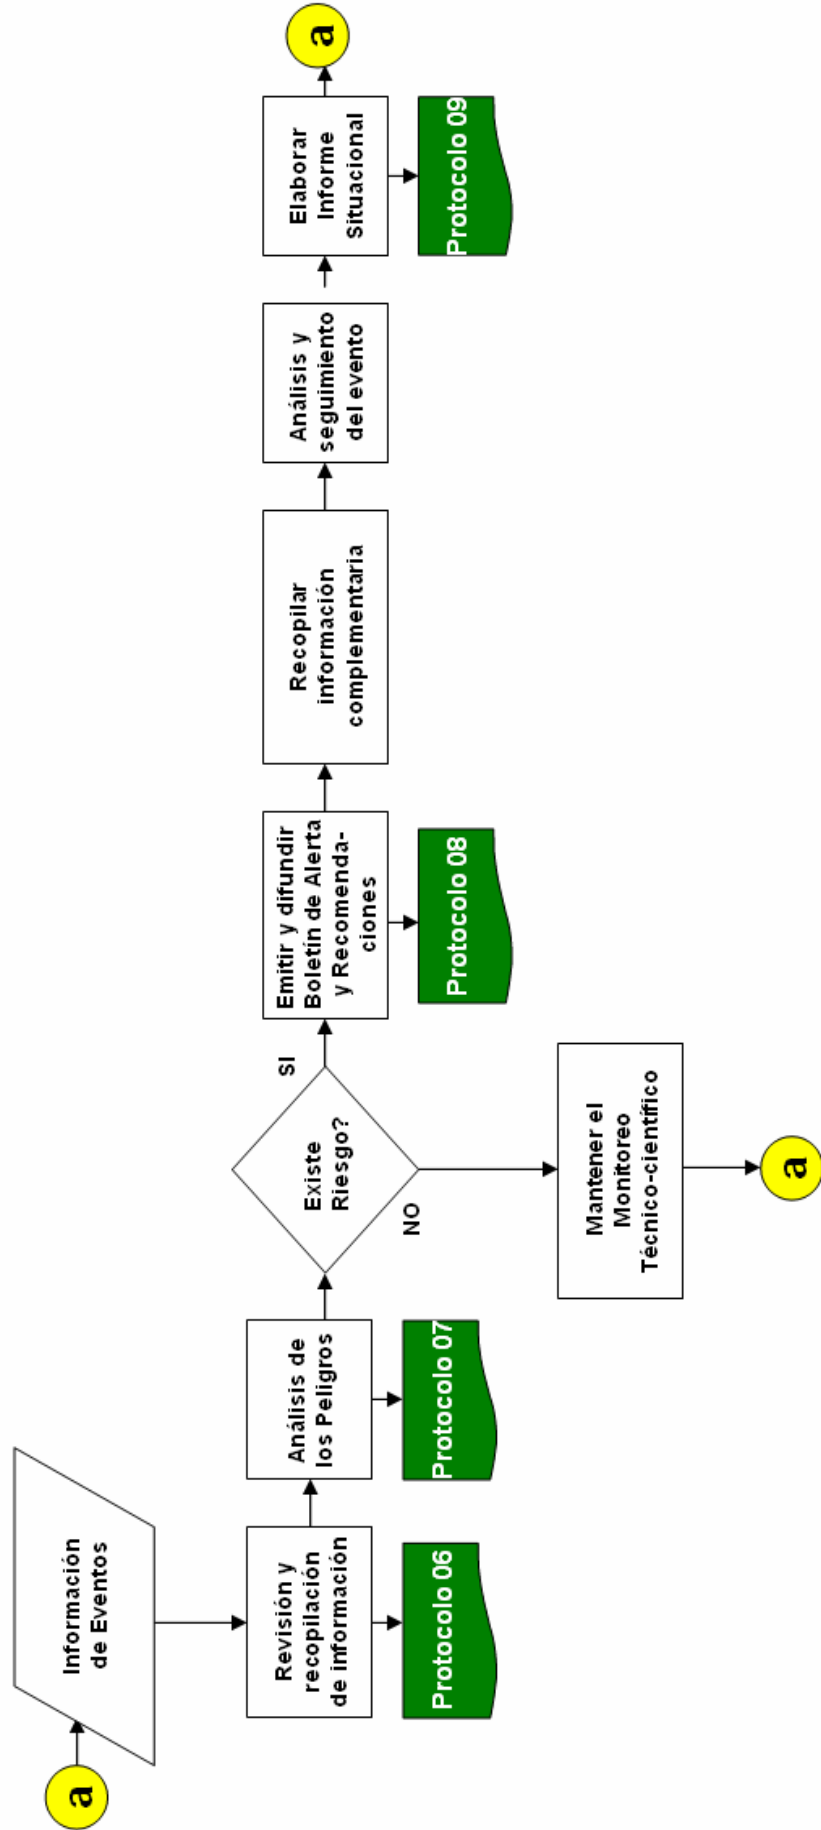 a
Información
de Eventos
Revisión y
recopilación
de información
Protocolo 06
Análisis de
los Peligros
Protocolo 07
Existe
Riesgo?
SI
NO
Mantener el
Monitoreo
Técnico-científico
a
Emitir y difundir
Boletín de Alerta
y Recomenda-
ciones
Protocolo 08
Recopilar
información
complementaria
Análisis y
seguimiento
del evento
Elaborar
Informe
Situacional
Protocolo 09
a